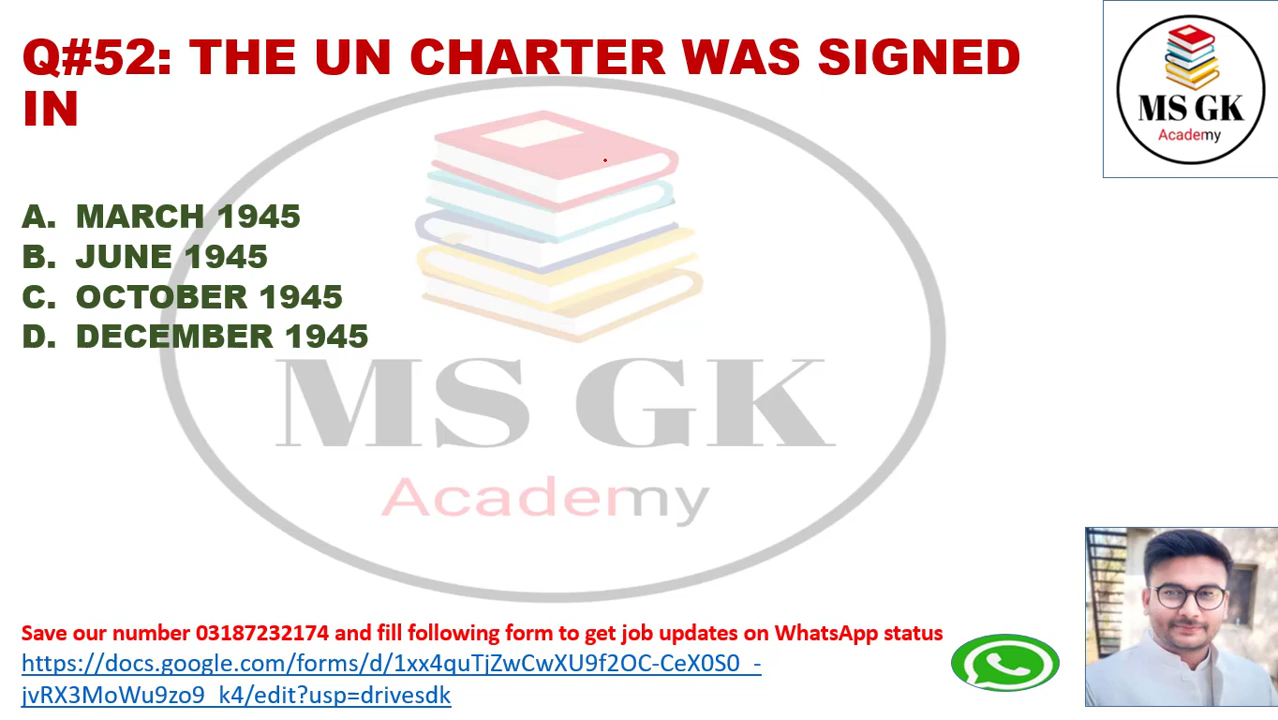 Q#52: THE UN CHARTER WAS SIGNED
IN
MS GK
Academy
A. MARCH 1945
B. JUNE 1945
C. OCTOBER 1945
D. DECEMBER 1945
MS GK
Academy
Save our number 03187232174 and fill following form to get job updates on WhatsApp status
https://docs.google.com/forms/d/1xx4quTjZwCwXU9f2OC-CeX0S0_-
jvRX3MoWu9zo9_k4/edit?usp=drivesdk